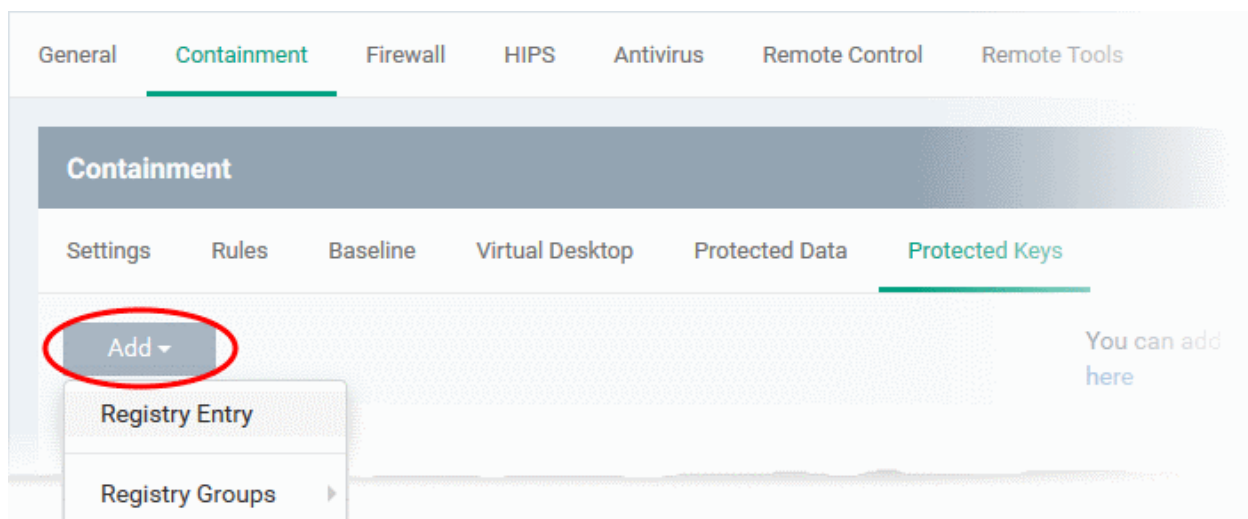 General Containment Firewall HIPS Antivirus Remote Control Remote Tools
Containment
Settings Rules Baseline Virtual Desktop Protected Data Protected Keys
Add
You can add
here
Registry Entry
Registry Groups